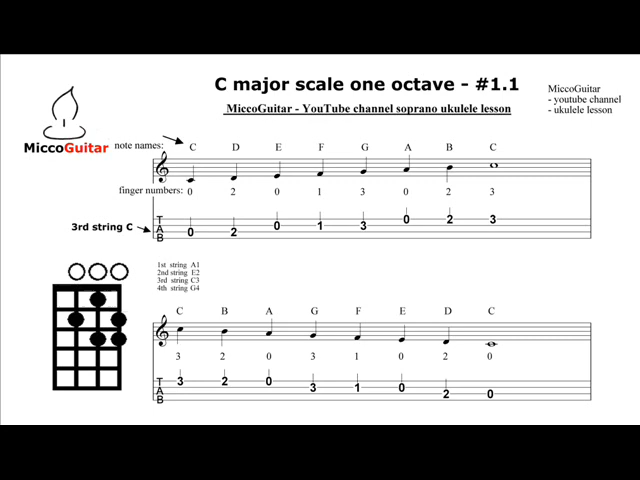 C major scale one octave - #1.1
MiccoGuitar - YouTube channel soprano ukulele lesson
MiccoGuitar
- youtube channel
- ukulele lesson
MiccoGuitar
note names:
C D E F G A B C
finger numbers: 0 2 0 1 3 0 2 3
3rd string C
T
A
B
0 2 0 1 3 0 2 3
1st string A1
2nd string E2
3rd string C3
4th string G4
C B A G F E D C
3 2 0 3 1 0 2 0
T
A
B
3 2 0 3 1 0 2 0